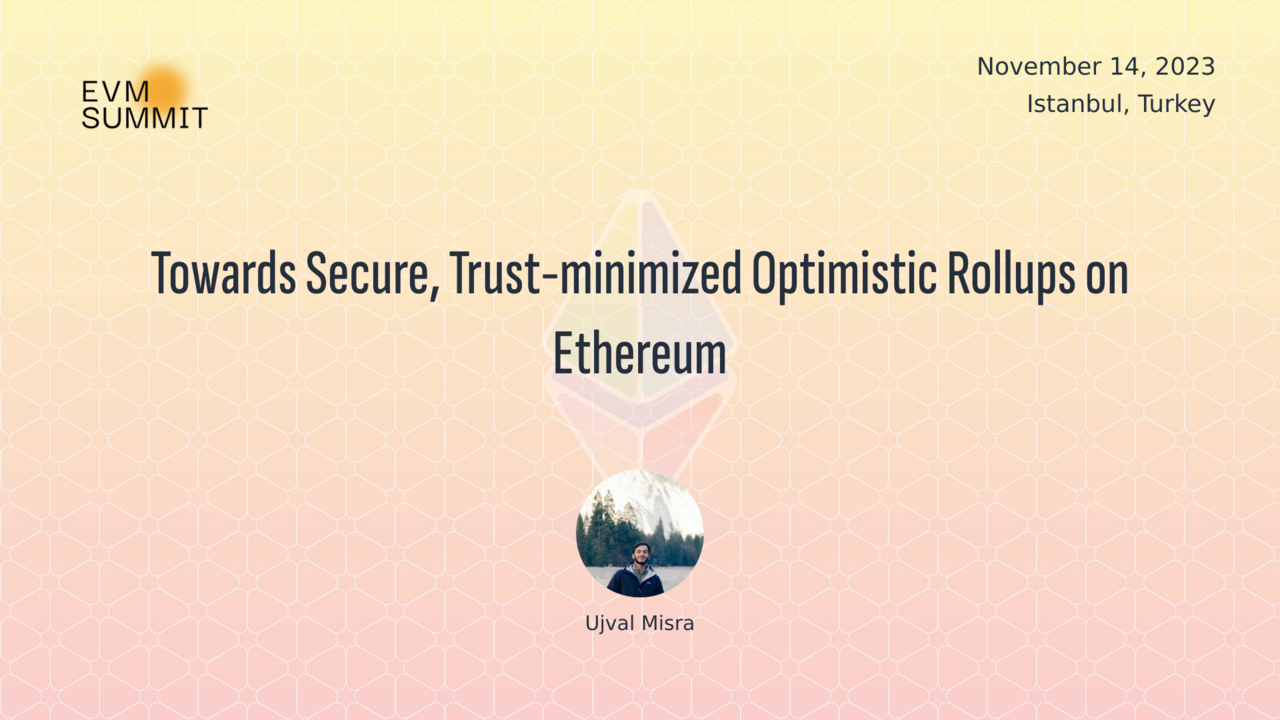 EVM
SUMMIT
November 14, 2023
Istanbul, Turkey
Towards Secure, Trust-minimized Optimistic Rollups on
Ethereum
Ujval Misra